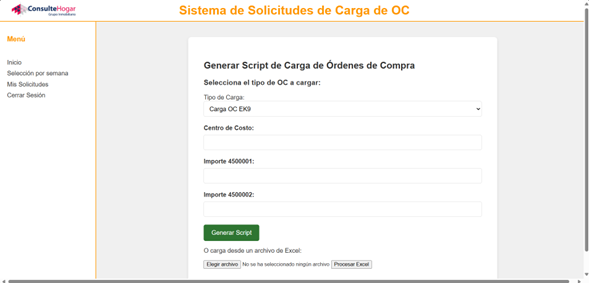 ConsulteHogar
Grupo Inmobiliario
Sistema de Solicitudes de Carga de OC
Menú
Inicio
Selección por semana
Mis Solicitudes
Cerrar Sesión
Generar Script de Carga de Órdenes de Compra
Selecciona el tipo de OC a cargar:
Tipo de Carga:
Carga OC EK9
Centro de Costo:
Importe 4500001:
Importe 4500002:
Generar Script
O carga desde un archivo de Excel:
Elegir archivo No se ha seleccionado ningún archivo Procesar Excel